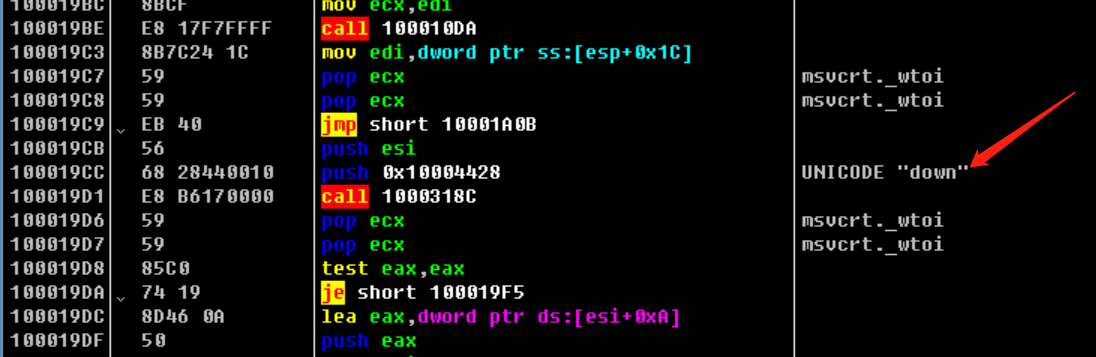 100019BC 8BCF mov ecx,edi
100019BE E8 17F7FFFF call 100010DA
100019C3 8B7C24 1C mov edi,dword ptr ss:[esp+0x1C]
100019C7 59 pop ecx msvcrt._wtoi
100019C8 59 pop ecx msvcrt._wtoi
100019C9 EB 40 jmp short 10001A0B
100019CB 56 push esi
100019CC 68 28440010 push 0x10004428 UNICODE "down"
100019D1 E8 B6170000 call 1000318C
100019D6 59 pop ecx msvcrt._wtoi
100019D7 59 pop ecx msvcrt._wtoi
100019D8 85C0 test eax,eax
100019DA 74 19 je short 100019F5
100019DC 8D46 0A lea eax,dword ptr ds:[esi+0xA]
100019DF 50 push eax